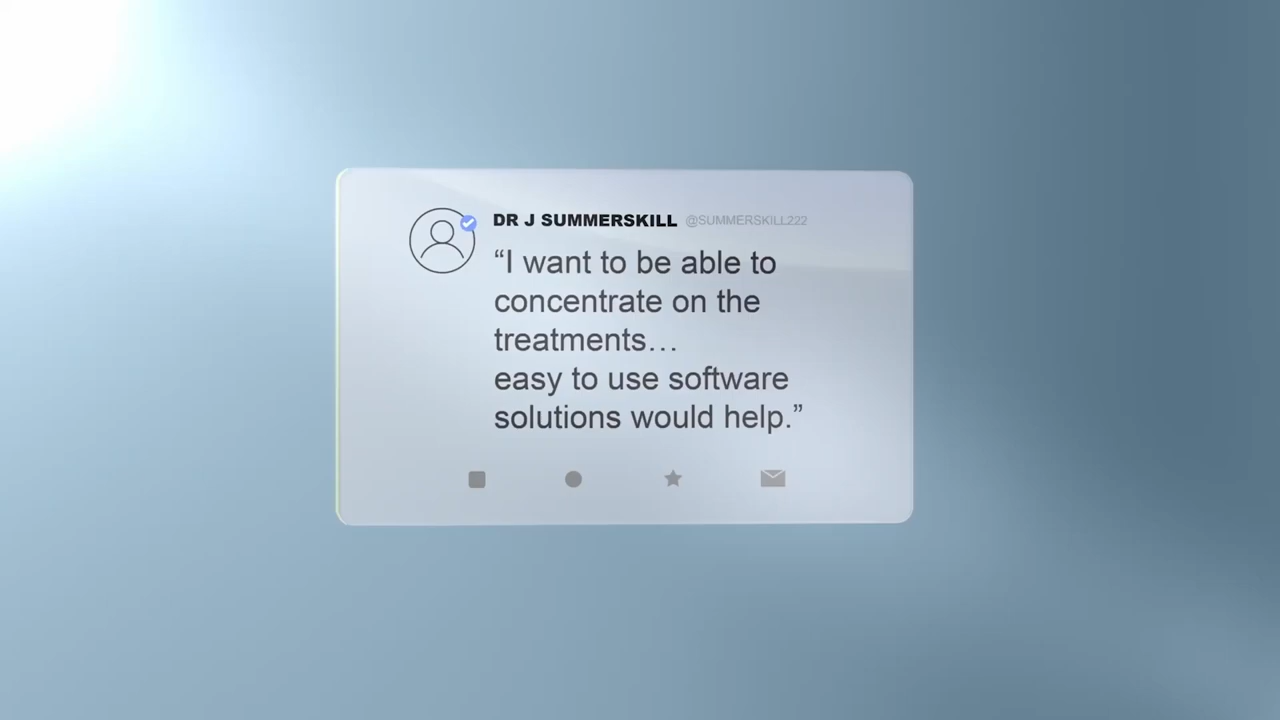 DR J SUMMERSKILL @SUMMERSKILL222
“I want to be able to
concentrate on the
treatments…
easy to use software
solutions would help.”